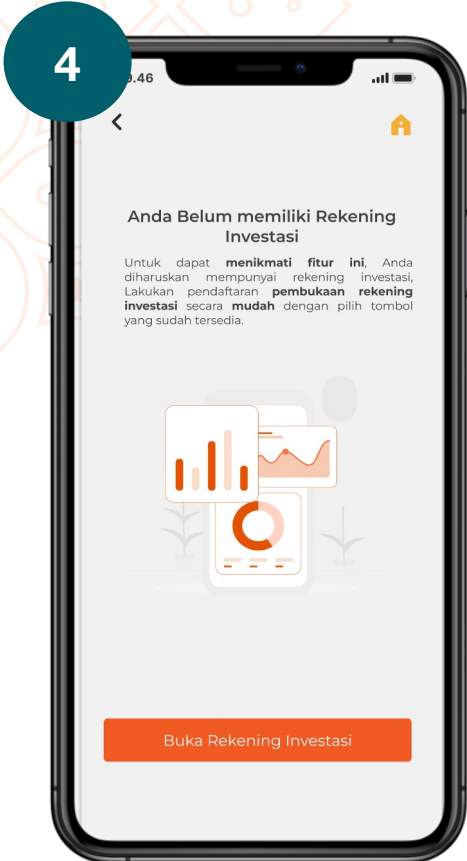 4
9.46
Anda Belum memiliki Rekening
Investasi
Untuk dapat menikmati fitur ini, Anda
diharuskan mempunyai rekening investasi,
Lakukan pendaftaran pembukaan rekening
investasi secara mudah dengan pilih tombol
yang sudah tersedia.
Buka Rekening Investasi